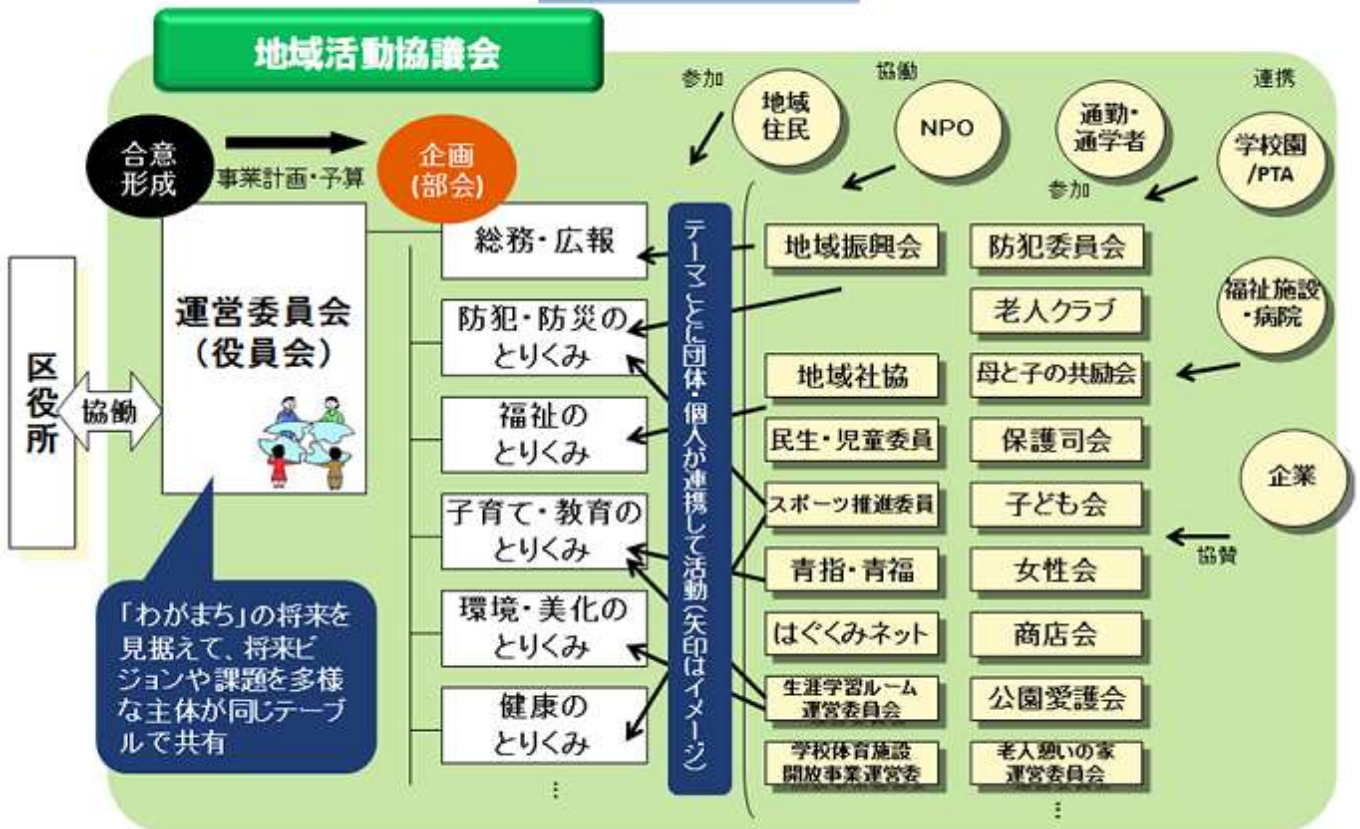 地域活動協議会
合意
形成
事業計画・予算
企画
(部会)
参加
地域
住民
協働
NPO
通勤・
通学者
参加
連携
学校園
/PTA
福祉施設
・病院
企業
協賛
区役所
協働
運営委員会
(役員会)
「わがまち」の将来を
見据えて、将来ビ
ジョンや課題を多様
な主体が同じテーブ
ルで共有
総務・広報
防犯・防災の
とりくみ
福祉の
とりくみ
子育て・教育の
とりくみ
環境・美化の
とりくみ
健康の
とりくみ
…
テーマごとに団体・個人が連携して活動(矢印はイメージ)
地域振興会
地域社協
民生・児童委員
スポーツ推進委員
青指・青福
はぐくみネット
生涯学習ルーム
運営委員会
学校体育施設
開放事業運営委
防犯委員会
老人クラブ
母と子の共励会
保護司会
子ども会
女性会
商店会
公園愛護会
老人憩いの家
運営委員会
…